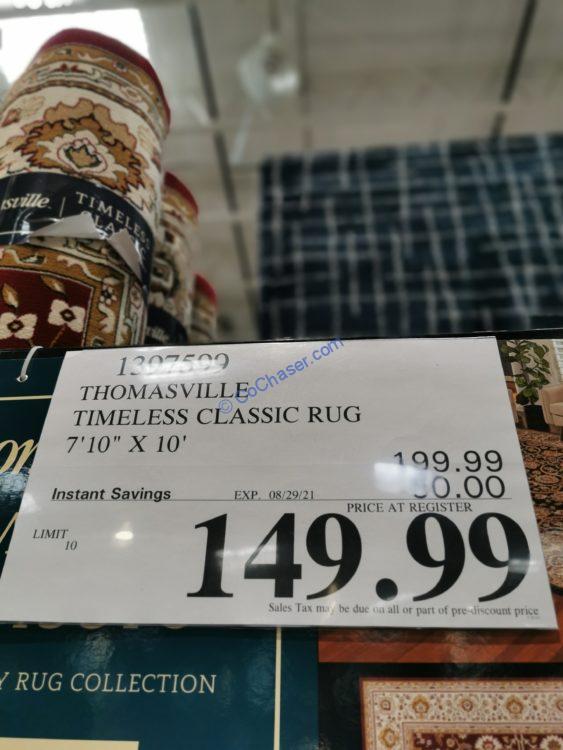 sville | TIMELESS
CLA
1397599
© CoChaser.com
THOMASVILLE
TIMELESS CLASSIC RUG
7'10" X 10'
199.99
Instant Savings EXP. 08/29/21 50.00
PRICE AT REGISTER
LIMIT
10
149.99
Sales Tax may be due on all or part of pre-discount price
Y RUG COLLECTION